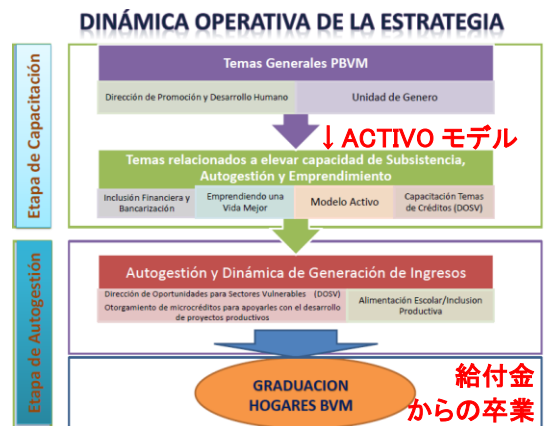 DINÁMICA OPERATIVA DE LA ESTRATEGIA
Etapa de Capacitación
Temas Generales PBVM
Dirección de Promoción y Desarrollo Humano
Unidad de Genero
↓ACTIVO モデル
Temas relacionados a elevar capacidad de Subsistencia,
Autogestión y Emprendimiento
Inclusión Financiera y
Bancarización
Emprendiendo una
Vida Mejor
Modelo Activo
Capacitación Temas
de Créditos (DOSV)
Etapa de Autogestión
Autogestión y Dinámica de Generación de Ingresos
Dirección de Oportunidades para Sectores Vulnerables (DOSV)
Otorgamiento de microcréditos para apoyarles con el desarrollo
de proyectos productivos
Alimentación Escolar/Inclusion
Productiva
GRADUACION
HOGARES BVM
給付金
からの卒業